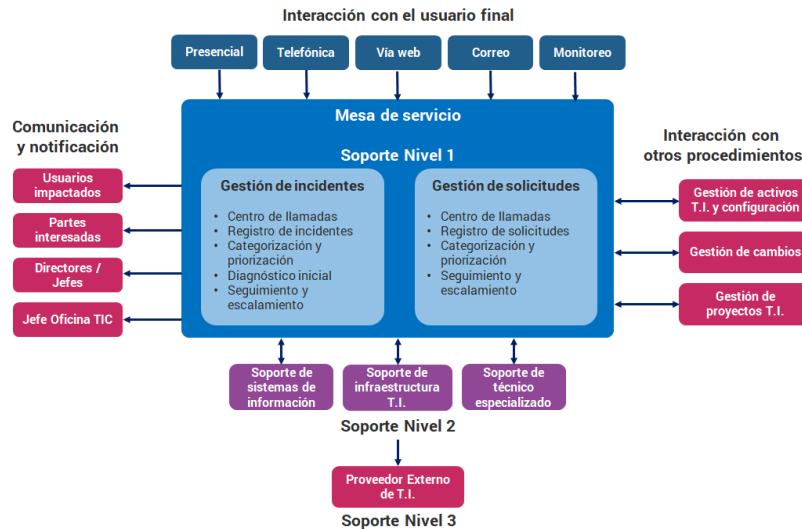 Interacción con el usuario final
Presencial
Telefónica
Vía web
Correo
Monitoreo
Comunicación
y notificación
Usuarios
impactados
Partes
interesadas
Directores /
Jefes
Jefe Oficina TIC
Mesa de servicio
Soporte Nivel 1
Gestión de incidentes
• Centro de llamadas
• Registro de incidentes
• Categorización y
priorización
• Diagnóstico inicial
• Seguimiento y
escalamiento
Gestión de solicitudes
• Centro de llamadas
• Registro de solicitudes
• Categorización y
priorización
• Seguimiento y
escalamiento
Interacción con
otros procedimientos
Gestión de activos
T.I. y configuración
Gestión de cambios
Gestión de
proyectos T.I.
Soporte de
sistemas de
información
Soporte de
infraestructura
T.I.
Soporte de
técnico
especializado
Soporte Nivel 2
Proveedor Externo
de T.I.
Soporte Nivel 3